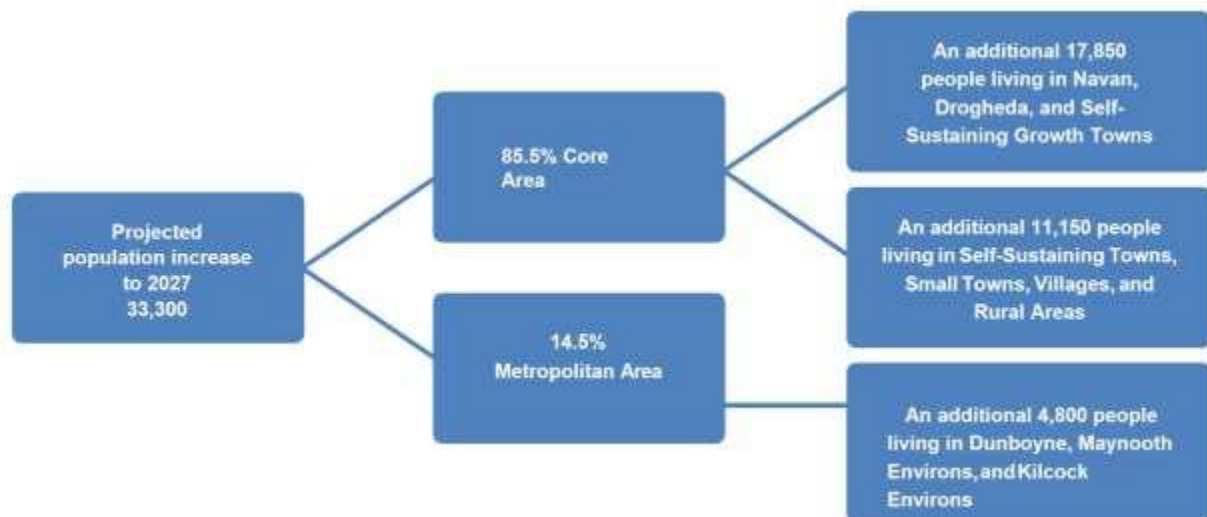 Projected
population increase
to 2027
33,300
85.5% Core
Area
14.5%
Metropolitan Area
An additional 17,850
people living in Navan,
Drogheda, and Self-
Sustaining Growth Towns
An additional 11,150 people
living in Self-Sustaining Towns,
Small Towns, Villages, and
Rural Areas
An additional 4,800 people
living in Dunboyne, Maynooth
Environs, and Kilcock
Environs